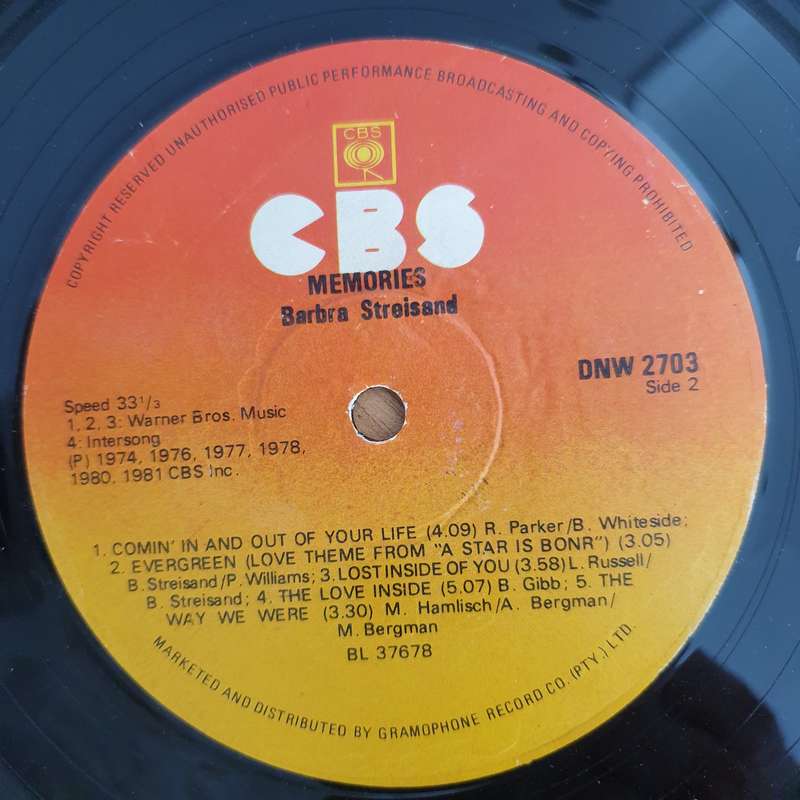 COPYRIGHT RESERVED UNAUTHORISED PUBLIC PERFORMANCE BROADCASTING AND COPYING PROHIBITED
CBS
CBS
MEMORIES
Barbra Streisand
DNW 2703
Side 2
Speed 33 1/3
1, 2, 3: Warner Bros. Music
4: Intersong
(P) 1974, 1976, 1977, 1978,
1980, 1981 CBS Inc.
1. COMIN' IN AND OUT OF YOUR LIFE (4.09) R. Parker/B. Whiteside;
2. EVERGREEN (LOVE THEME FROM "A STAR IS BONR") (3.05)
B. Streisand/P. Williams; 3. LOST INSIDE OF YOU (3.58) L. Russell/
B. Streisand; 4. THE LOVE INSIDE (5.07) B. Gibb; 5. THE
WAY WE WERE (3.30) M. Hamlisch/A. Bergman/
M. Bergman
BL 37678
MARKETED AND DISTRIBUTED BY GRAMOPHONE RECORD CO. (PTY.) LTD.